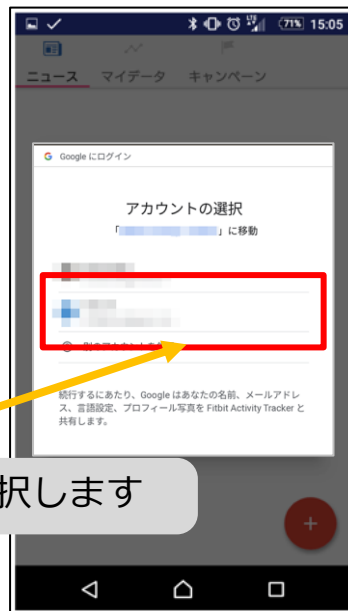 71% 15:05
ニュース マイデータ キャンペーン
G Google にログイン
アカウントの選択
「 」に移動
続行するにあたり、Google はあなたの名前、メールアドレ
ス、言語設定、プロフィール写真を Fitbit Activity Tracker と
共有します。
択します